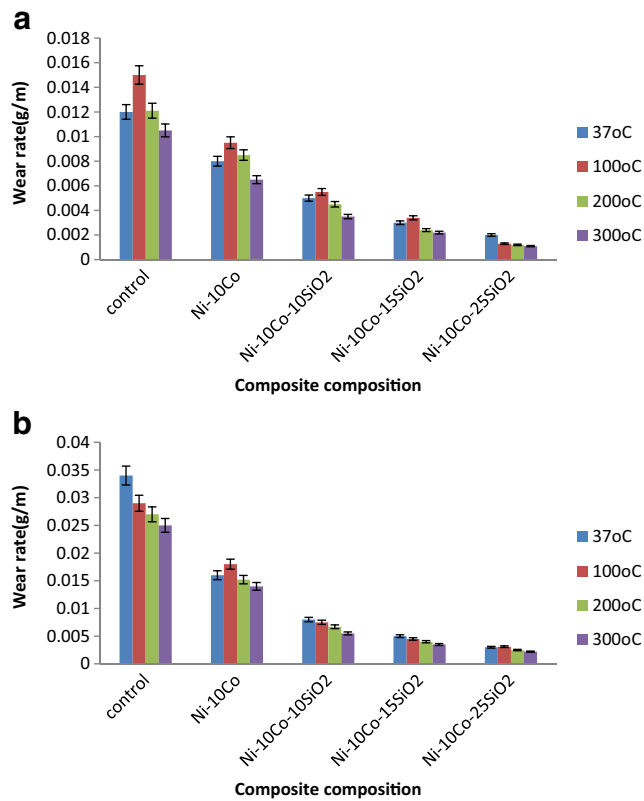 a
0.018
0.016
0.014
0.012
0.01
0.008
0.006
0.004
0.002
0
Wear rate(g/m)
control
Ni-10Co
Ni-10Co-10SiO2
Ni-10Co-15SiO2
Ni-10Co-25SiO2
Composite composition
37oC
100oC
200oC
300oC
b
0.04
0.035
0.03
0.025
0.02
0.015
0.01
0.005
0
Wear rate(g/m)
control
Ni-10Co
Ni-10Co-10SiO2
Ni-10Co-15SiO2
Ni-10Co-25SiO2
Composite composition
37oC
100oC
200oC
300oC